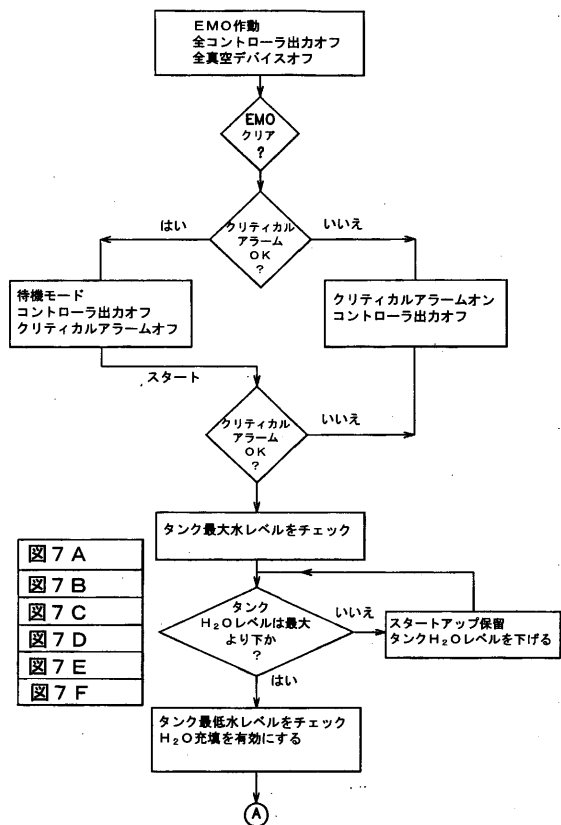 EMO作動
全コントローラ出力オフ
全真空デバイスオフ
EMO
クリア
?
はい
クリティカル
アラーム
OK
?
いいえ
待機モード
コントローラ出力オフ
クリティカルアラームオフ
クリティカルアラームオン
コントローラ出力オフ
スタート
クリティカル
アラーム
OK
?
いいえ
タンク最大水レベルをチェック
図7A
図7B
図7C
図7D
図7E
図7F
タンク
H₂Oレベルは最大
より下か
?
いいえ
スタートアップ保留
タンクH₂Oレベルを下げる
はい
タンク最低水レベルをチェック
H₂O充填を有効にする
A